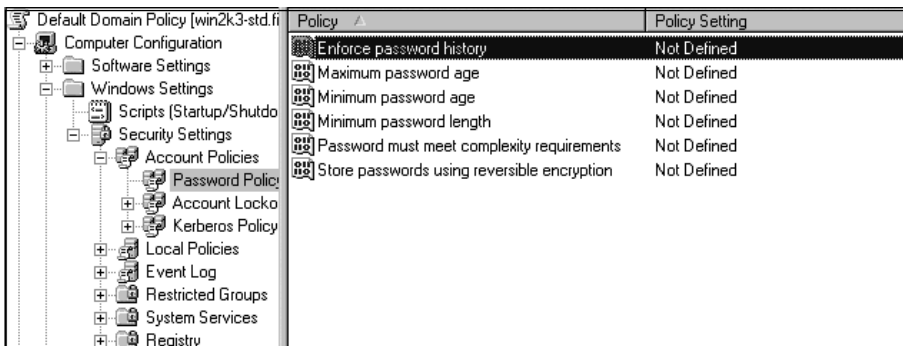 Default Domain Policy [win2k3-std.fi
Computer Configuration
Software Settings
Windows Settings
Scripts (Startup/Shutdo
Security Settings
Account Policies
Password Policy
Account Locko
Kerberos Policy
Local Policies
Event Log
Restricted Groups
System Services
Registry
Policy Policy Setting
Enforce password history Not Defined
Maximum password age Not Defined
Minimum password age Not Defined
Minimum password length Not Defined
Password must meet complexity requirements Not Defined
Store passwords using reversible encryption Not Defined